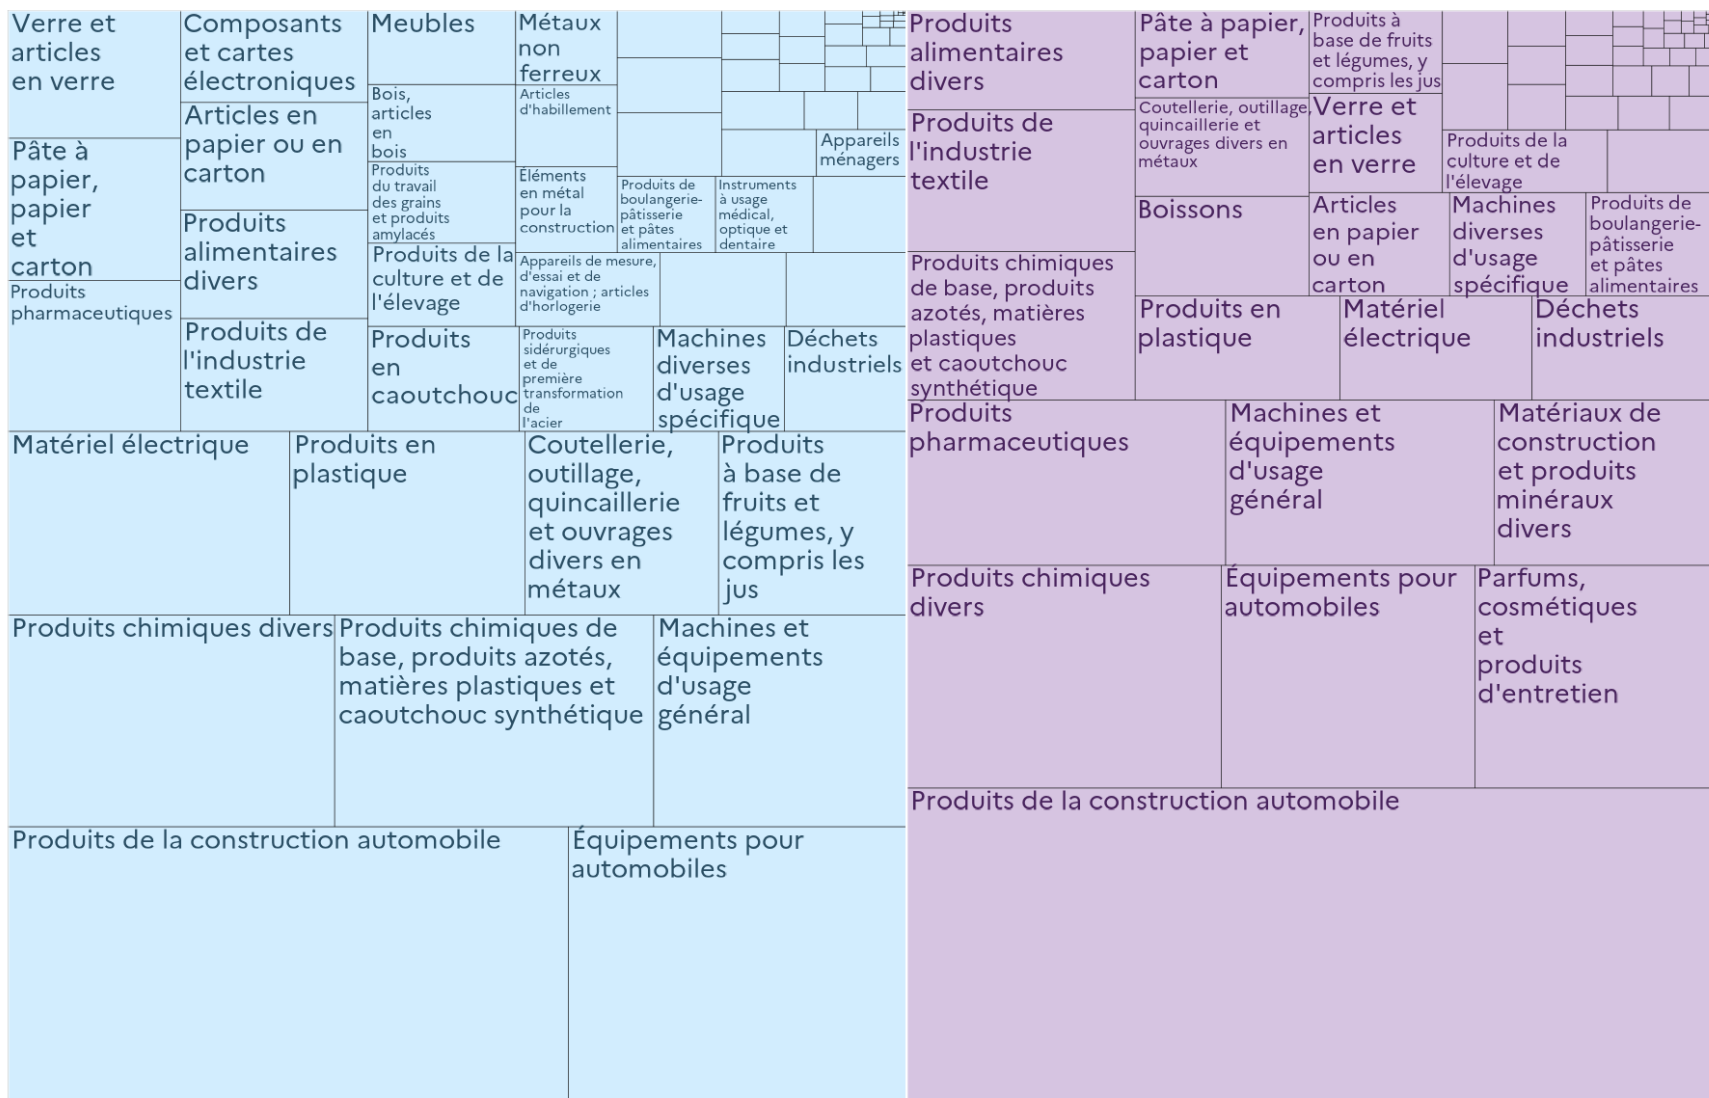 Verre et
articles
en verre
Pâte à
papier,
papier
et
carton
Produits
pharmaceutiques
Composants
et cartes
électroniques
Articles en
papier ou en
carton
Produits
alimentaires
divers
Produits de
l'industrie
textile
Meubles
Bois,
articles
en
bois
Produits
du travail
des grains
et produits
amylacés
Produits de la
culture et de
l'élevage
Produits
en
caoutchouc
Métaux
non
ferreux
Articles
d'habillement
Éléments
en métal
pour la
construction
Produits de
boulangerie-
pâtisserie
et pâtes
alimentaires
Instruments
à usage
médical,
optique et
dentaire
Appareils
ménagers
Appareils de mesure,
d'essai et de
navigation ; articles
d'horlogerie
Produits
sidérurgiques
et de
première
transformation
de
l'acier
Machines
diverses
d'usage
spécifique
Déchets
industriels
Matériel électrique
Produits en
plastique
Coutellerie,
outillage,
quincaillerie
et ouvrages
divers en
métaux
Produits
à base de
fruits et
légumes, y
compris les
jus
Produits chimiques divers
Produits chimiques de
base, produits azotés,
matières plastiques et
caoutchouc synthétique
Machines et
équipements
d'usage
général
Produits de la construction automobile
Équipements pour
automobiles
Produits
alimentaires
divers
Produits de
l'industrie
textile
Produits chimiques
de base, produits
azotés, matières
plastiques
et caoutchouc
synthétique
Pâte à papier,
papier et
carton
Coutellerie, outillage,
quincaillerie et
ouvrages divers en
métaux
Boissons
Produits à
base de fruits
et légumes, y
compris les jus
Verre et
articles
en verre
Produits de la
culture et de
l'élevage
Articles
en papier
ou en
carton
Machines
diverses
d'usage
spécifique
Produits de
boulangerie-
pâtisserie
et pâtes
alimentaires
Produits en
plastique
Matériel
électrique
Déchets
industriels
Produits
pharmaceutiques
Machines et
équipements
d'usage
général
Matériaux de
construction
et produits
minéraux
divers
Produits chimiques
divers
Équipements pour
automobiles
Parfums,
cosmétiques
et
produits
d'entretien
Produits de la construction automobile